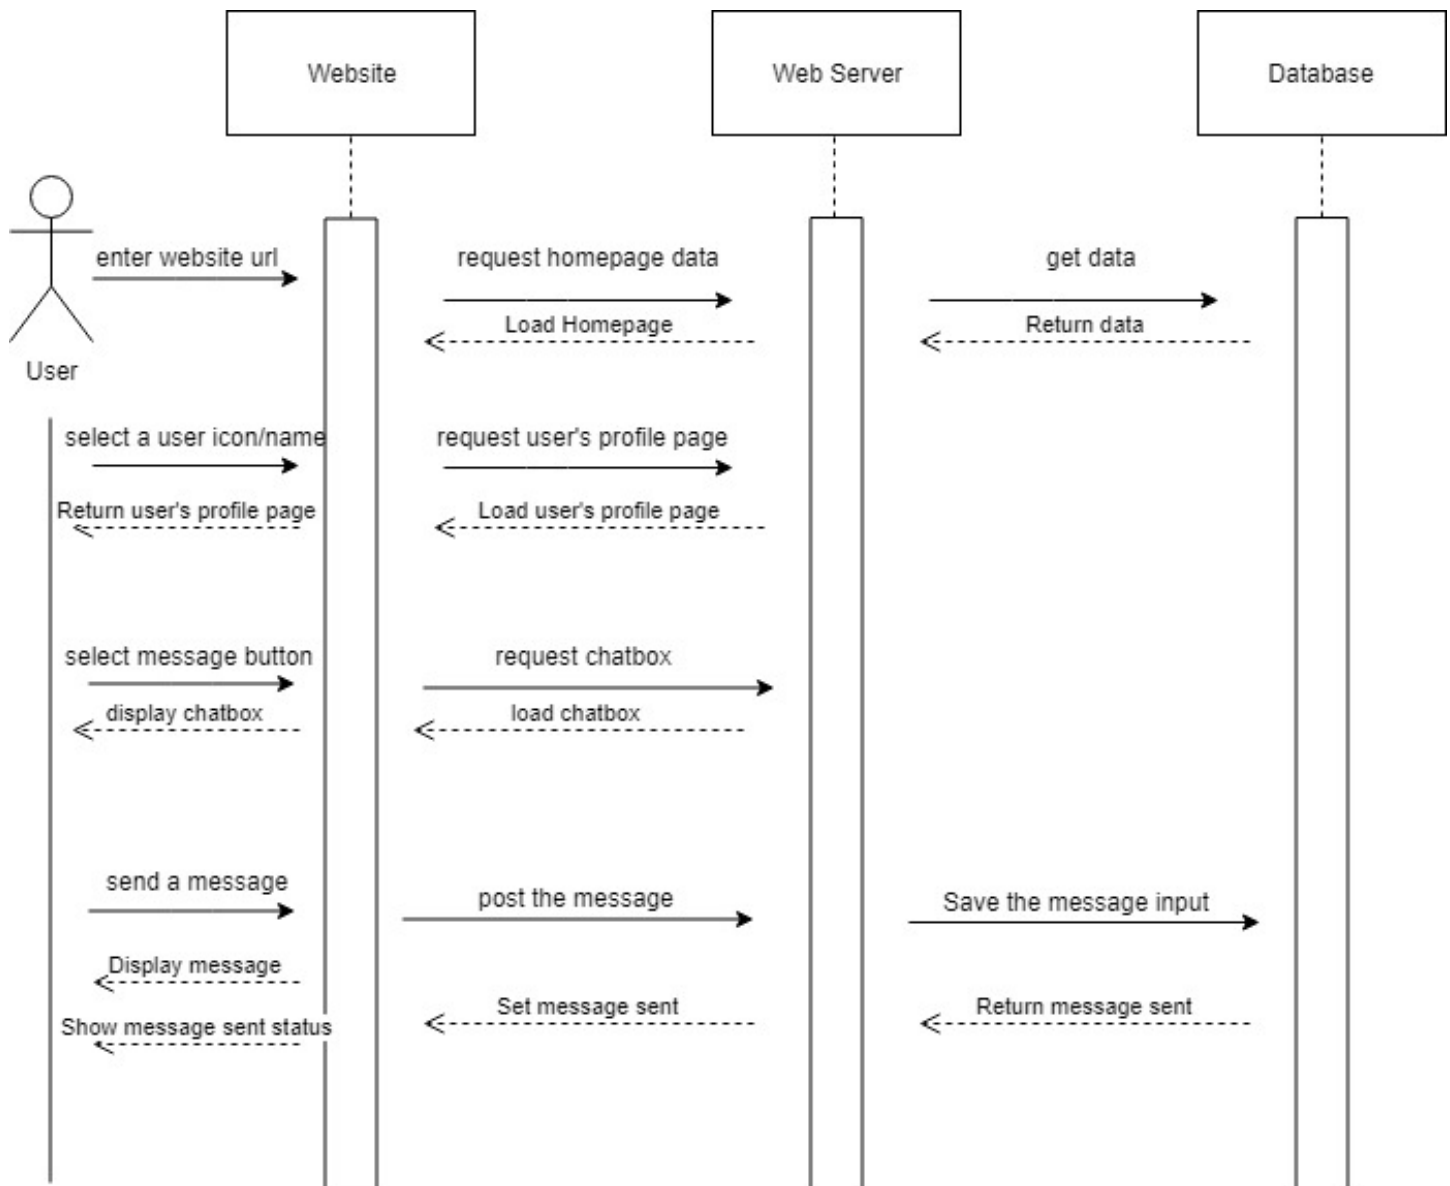 Website
Web Server
Database
enter website url
request homepage data
get data
Load Homepage
Return data
User
select a user icon/name
request user's profile page
Return user's profile page
Load user's profile page
select message button
request chatbox
display chatbox
load chatbox
send a message
post the message
Save the message input
Display message
Set message sent
Return message sent
Show message sent status